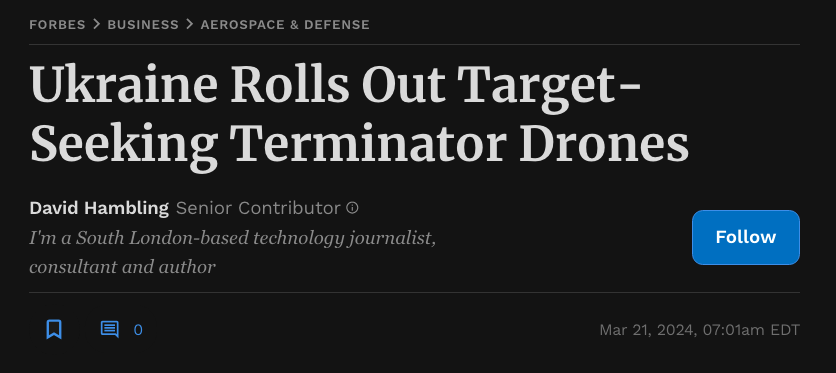 FORBES > BUSINESS > AEROSPACE & DEFENSE
Ukraine Rolls Out Target-
Seeking Terminator Drones
David Hambling Senior Contributor
I'm a South London-based technology journalist,
consultant and author
Follow
0
Mar 21, 2024, 07:01am EDT